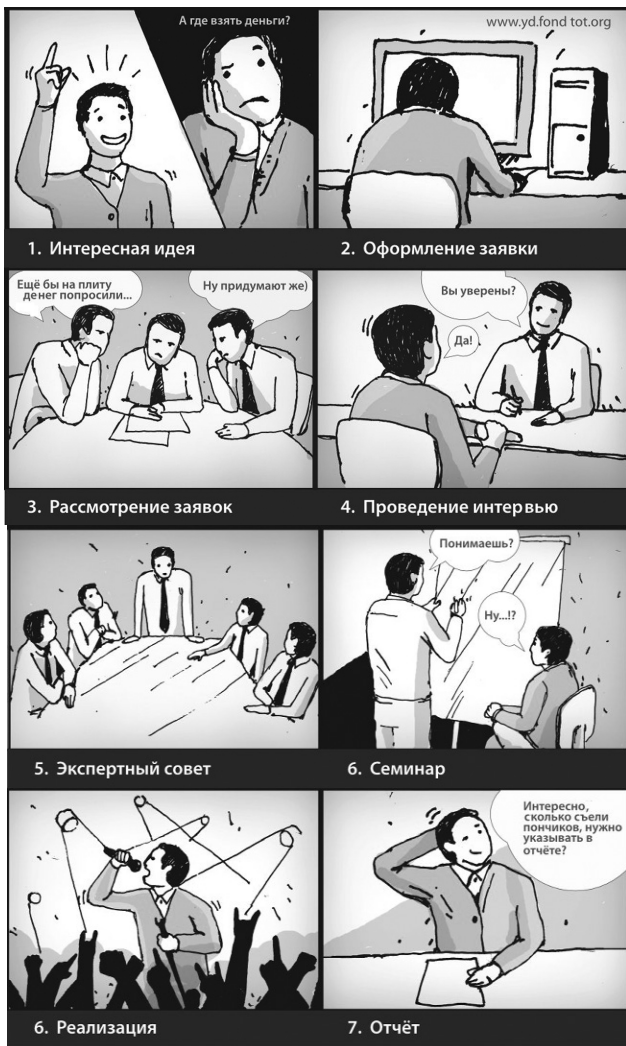 А где взять деньги?
www.yd.fond tot.org
1. Интересная идея
2. Оформление заявки
Ещё бы на плиту
денег попросили...
Ну придумают же)
Вы уверены?
Да!
3. Рассмотрение заявок
4. Проведение интервью
Понимаешь?
Ну...!?
5. Экспертный совет
6. Семинар
Интересно,
сколько съели
пончиков, нужно
указывать в
отчёте?
6. Реализация
7. Отчёт